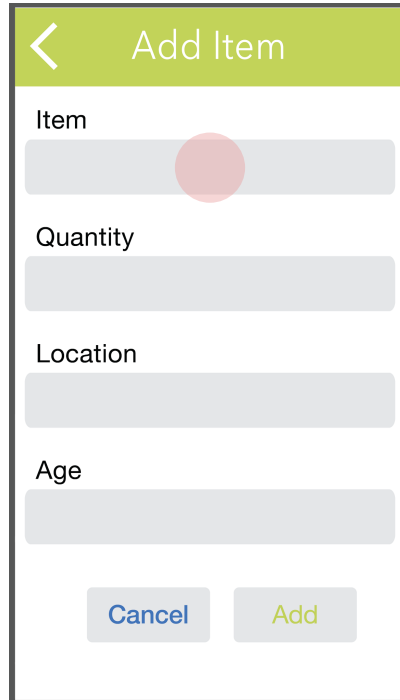 Add Item
Item
Quantity
Location
Age
Cancel Add